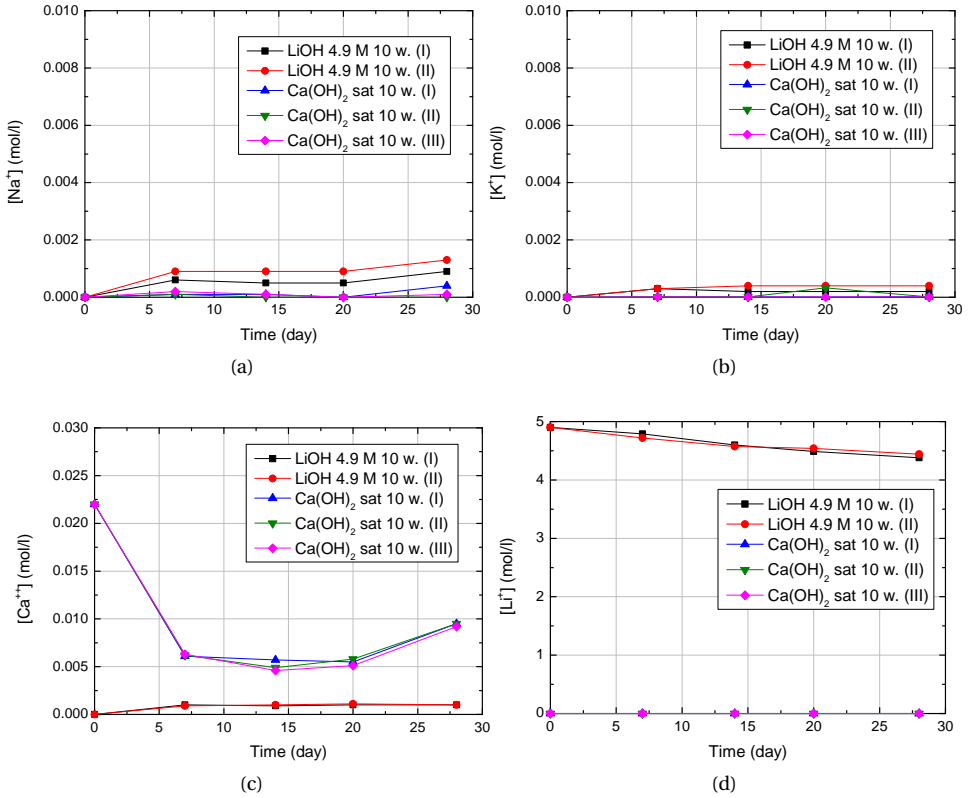 0.010
0.008
0.006
0.004
0.002
0.000
[Na⁺] (mol/l)
LiOH 4.9 M 10 w. (I)
LiOH 4.9 M 10 w. (II)
Ca(OH)₂ sat 10 w. (I)
Ca(OH)₂ sat 10 w. (II)
Ca(OH)₂ sat 10 w. (III)
0 5 10 15 20 25 30
Time (day)
(a)
0.010
0.008
0.006
0.004
0.002
0.000
[K⁺] (mol/l)
LiOH 4.9 M 10 w. (I)
LiOH 4.9 M 10 w. (II)
Ca(OH)₂ sat 10 w. (I)
Ca(OH)₂ sat 10 w. (II)
Ca(OH)₂ sat 10 w. (III)
0 5 10 15 20 25 30
Time (day)
(b)
0.030
0.025
0.020
0.015
0.010
0.005
0.000
[Ca⁺⁺] (mol/l)
LiOH 4.9 M 10 w. (I)
LiOH 4.9 M 10 w. (II)
Ca(OH)₂ sat 10 w. (I)
Ca(OH)₂ sat 10 w. (II)
Ca(OH)₂ sat 10 w. (III)
0 5 10 15 20 25 30
Time (day)
(c)
5
4
3
2
1
0
[Li⁺] (mol/l)
LiOH 4.9 M 10 w. (I)
LiOH 4.9 M 10 w. (II)
Ca(OH)₂ sat 10 w. (I)
Ca(OH)₂ sat 10 w. (II)
Ca(OH)₂ sat 10 w. (III)
0 5 10 15 20 25 30
Time (day)
(d)